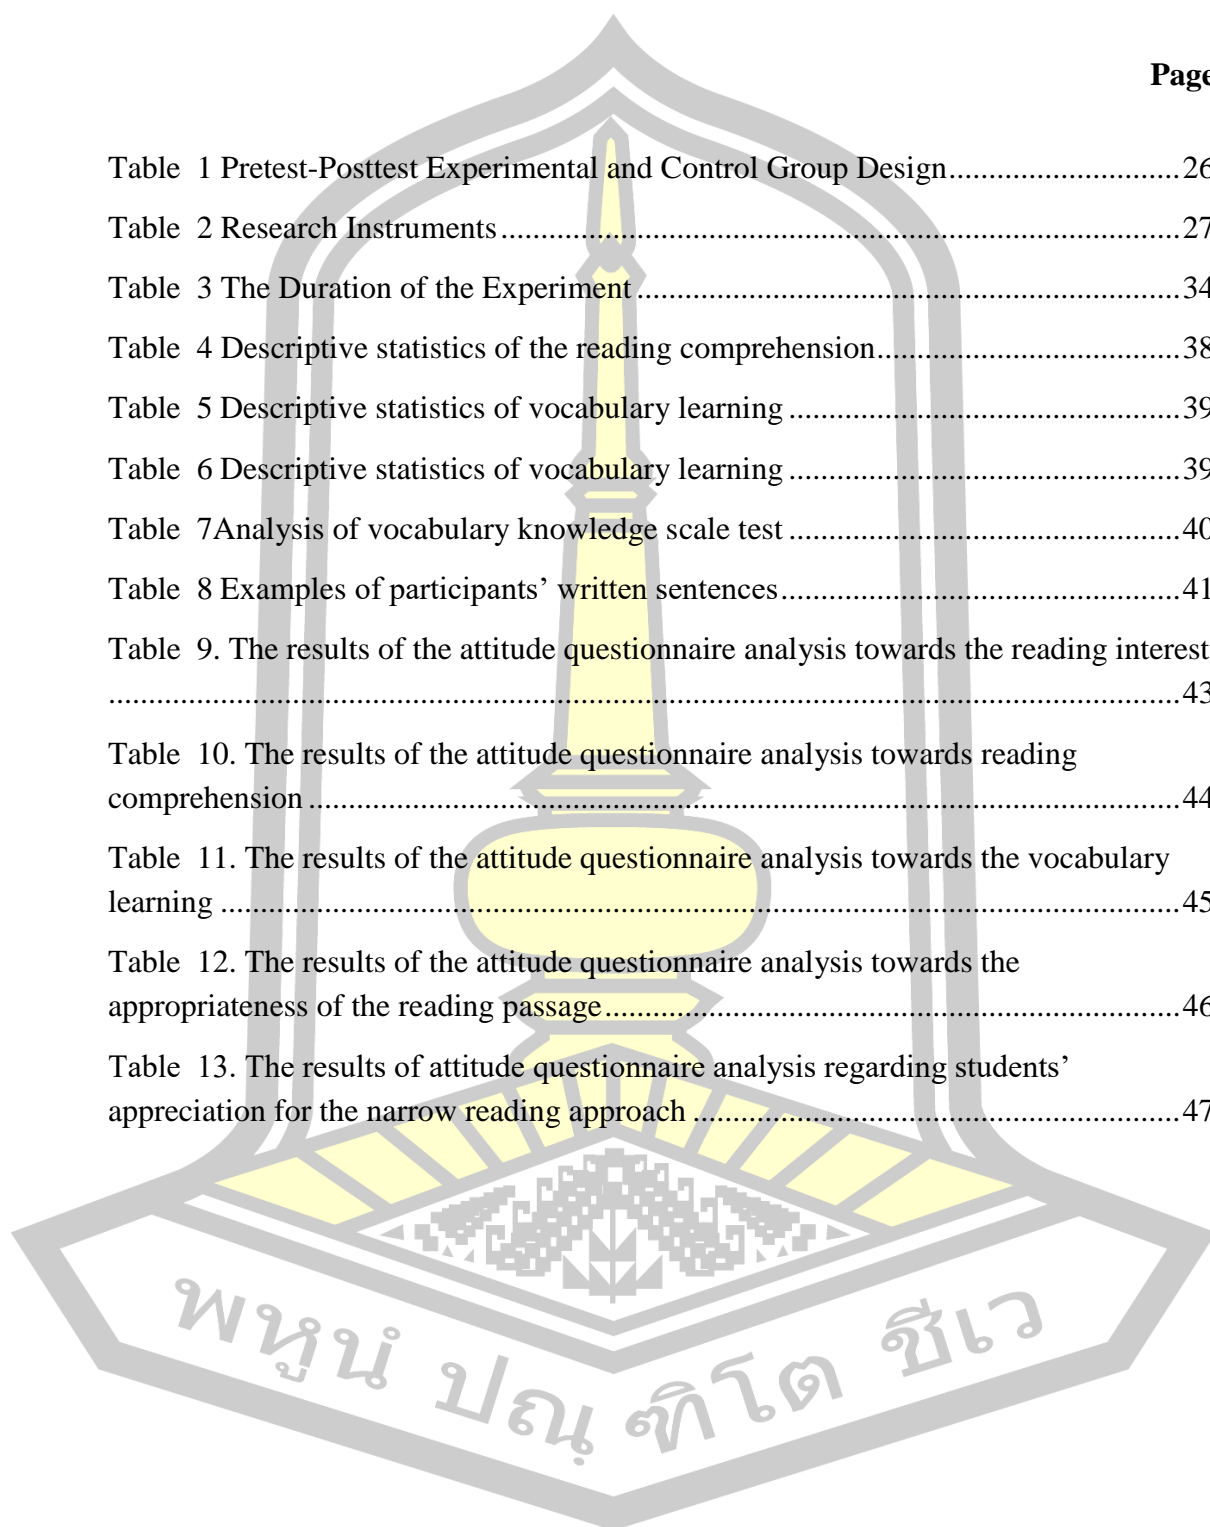 Page
Table  1 Pretest-Posttest Experimental and Control Group Design.............................26
Table  2 Research Instruments.....................................................................................27
Table  3 The Duration of the Experiment....................................................................34
Table  4 Descriptive statistics of the reading comprehension......................................38
Table  5 Descriptive statistics of vocabulary learning.................................................39
Table  6 Descriptive statistics of vocabulary learning.................................................39
Table  7Analysis of vocabulary knowledge scale test.................................................40
Table  8 Examples of participants’ written sentences..................................................41
Table  9. The results of the attitude questionnaire analysis towards the reading interest
......................................................................................................................................43
Table  10. The results of the attitude questionnaire analysis towards reading
comprehension.............................................................................................................44
Table  11. The results of the attitude questionnaire analysis towards the vocabulary
learning........................................................................................................................45
Table  12. The results of the attitude questionnaire analysis towards the
appropriateness of the reading passage........................................................................46
Table  13. The results of attitude questionnaire analysis regarding students’
appreciation for the narrow reading approach.............................................................47
พหูนํ ปณฺฑิโต ชีเว